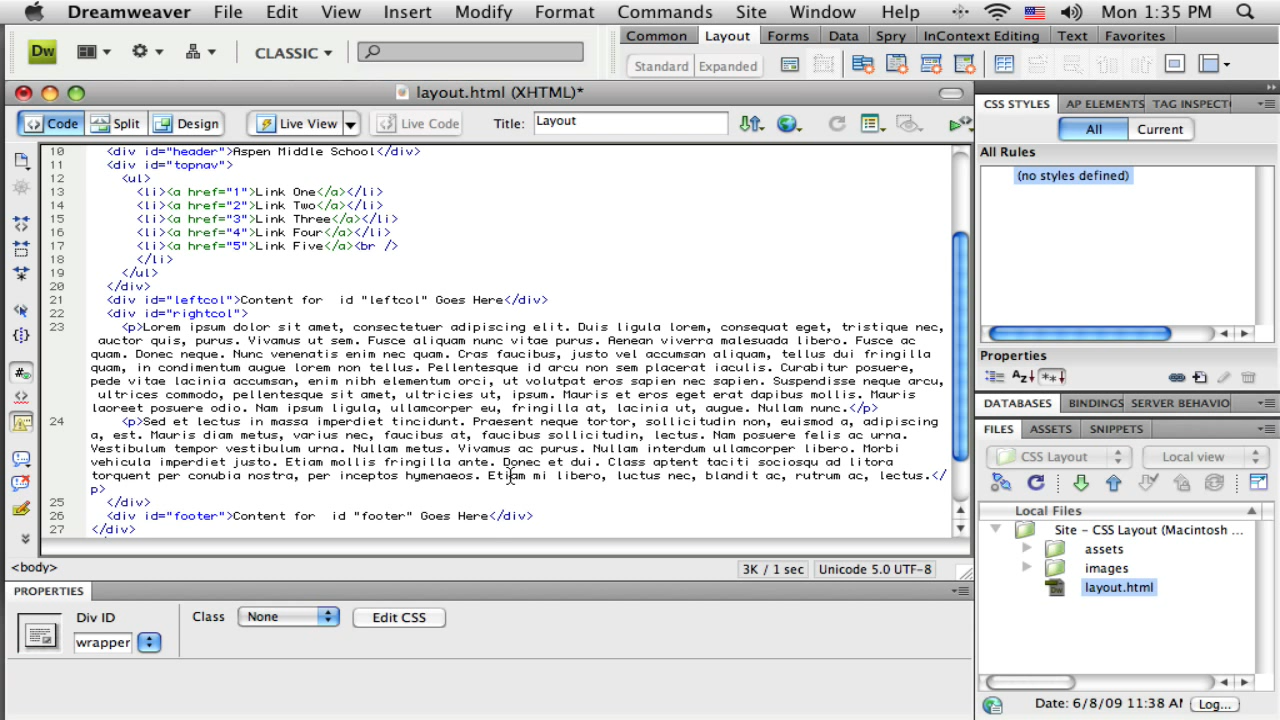 Dreamweaver File Edit View Insert Modify Format Commands Site Window Help Mon 1:35 PM
Dw CLASSIC
Common Layout Forms Data Spry InContext Editing Text Favorites
Standard Expanded
layout.html (XHTML)*
Code Split Design Live View Live Code Title: Layout
10 <div id="header">Aspen Middle School</div>
11 <div id="topnav">
12 <ul>
13 <li><a href="1">Link One</a></li>
14 <li><a href="2">Link Two</a></li>
15 <li><a href="3">Link Three</a></li>
16 <li><a href="4">Link Four</a></li>
17 <li><a href="5">Link Five</a><br />
18 </li>
19 </ul>
20 </div>
21 <div id="leftcol">Content for  id "leftcol" Goes Here</div>
22 <div id="rightcol">
23 <p>Lorem ipsum dolor sit amet, consectetuer adipiscing elit. Duis ligula lorem, consequat eget, tristique nec,
auctor quis, purus. Vivamus ut sem. Fusce aliquam nunc vitae purus. Aenean viverra malesuada libero. Fusce ac
quam. Donec neque. Nunc venenatis enim nec quam. Cras faucibus, justo vel accumsan aliquam, tellus dui fringilla
quam, in condimentum augue lorem non tellus. Pellentesque id arcu non sem placerat iaculis. Curabitur posuere,
pede vitae lacinia accumsan, enim nibh elementum orci, ut volutpat eros sapien nec sapien. Suspendisse neque arcu,
ultrices commodo, pellentesque sit amet, ultricies ut, ipsum. Mauris et eros eget erat dapibus mollis. Mauris
laoreet posuere odio. Nam ipsum ligula, ullamcorper eu, fringilla at, lacinia ut, augue. Nullam nunc.</p>
24 <p>Sed et lectus in massa imperdiet tincidunt. Praesent neque tortor, sollicitudin non, euismod a, adipiscing
a, est. Mauris diam metus, varius nec, faucibus at, faucibus sollicitudin, lectus. Nam posuere felis ac urna.
Vestibulum tempor vestibulum urna. Nullam metus. Vivamus ac purus. Nullam interdum ullamcorper libero. Morbi
vehicula imperdiet justo. Etiam mollis fringilla ante. Donec et dui. Class aptent taciti sociosqu ad litora
torquent per conubia nostra, per inceptos hymenaeos. Etiam mi libero, luctus nec, blandit ac, rutrum ac, lectus.</
p>
25 </div>
26 <div id="footer">Content for  id "footer" Goes Here</div>
27 </div>
<body> 3K / 1 sec Unicode 5.0 UTF-8
PROPERTIES
Div ID Class None Edit CSS
wrapper
CSS STYLES AP ELEMENTS TAG INSPECT
All Current
All Rules
(no styles defined)
Properties
Az
DATABASES BINDINGS SERVER BEHAVIO
FILES ASSETS SNIPPETS
CSS Layout Local view
Local Files
Site - CSS Layout (Macintosh ...
assets
images
layout.html
Date: 6/8/09 11:38 AM Log...